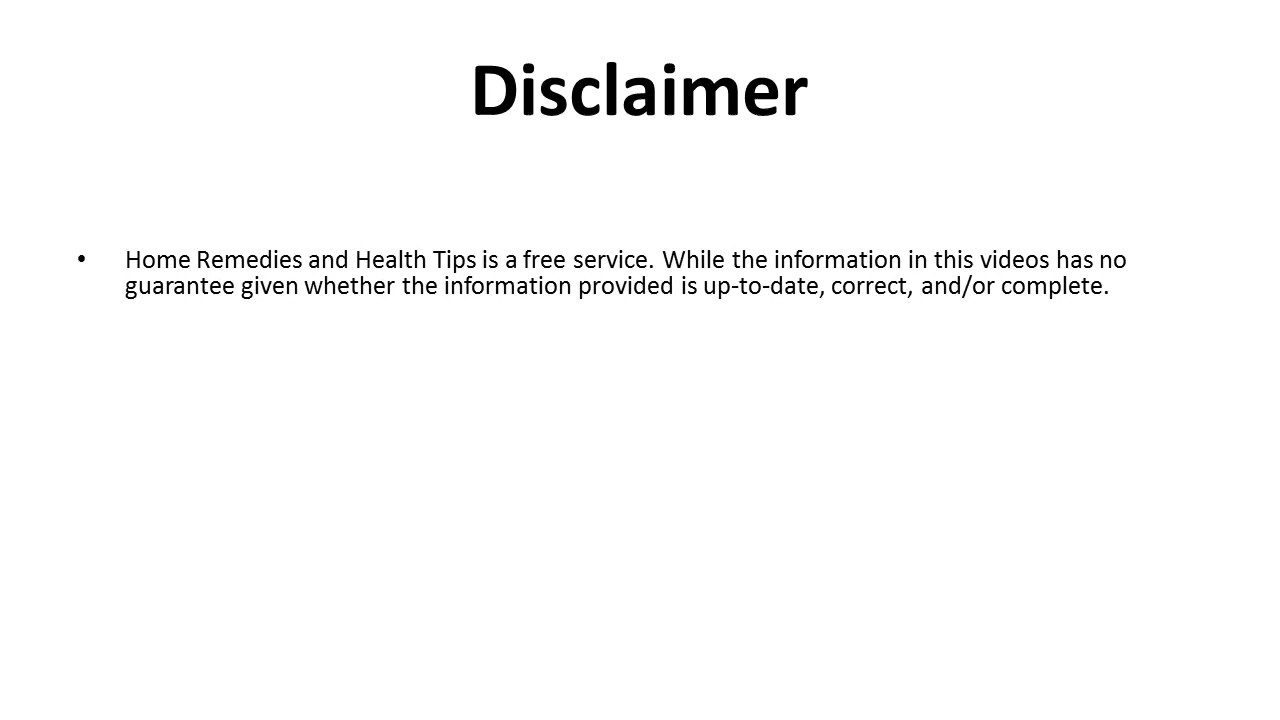 Disclaimer
• Home Remedies and Health Tips is a free service. While the information in this videos has no
guarantee given whether the information provided is up-to-date, correct, and/or complete.